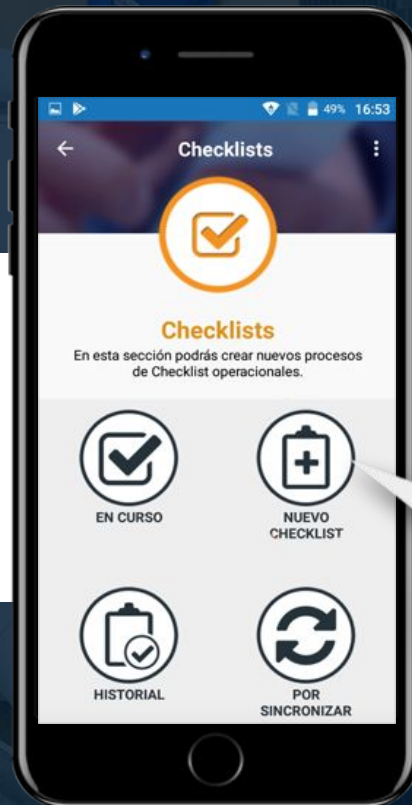 49% 16:53
Checklists
Checklists
En esta sección podrás crear nuevos procesos
de Checklist operacionales.
EN CURSO
NUEVO
CHECKLIST
HISTORIAL
POR
SINCRONIZAR